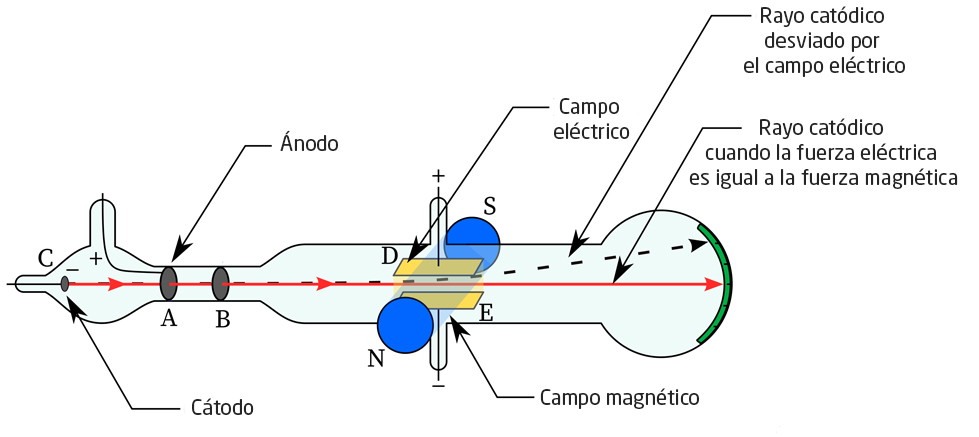 Rayo catódico
desviado por
el campo eléctrico
Campo
eléctrico
Rayo catódico
cuando la fuerza eléctrica
es igual a la fuerza magnética
Ánodo
+
S
C
− +
D
A
B
E
N
−
Cátodo
Campo magnético